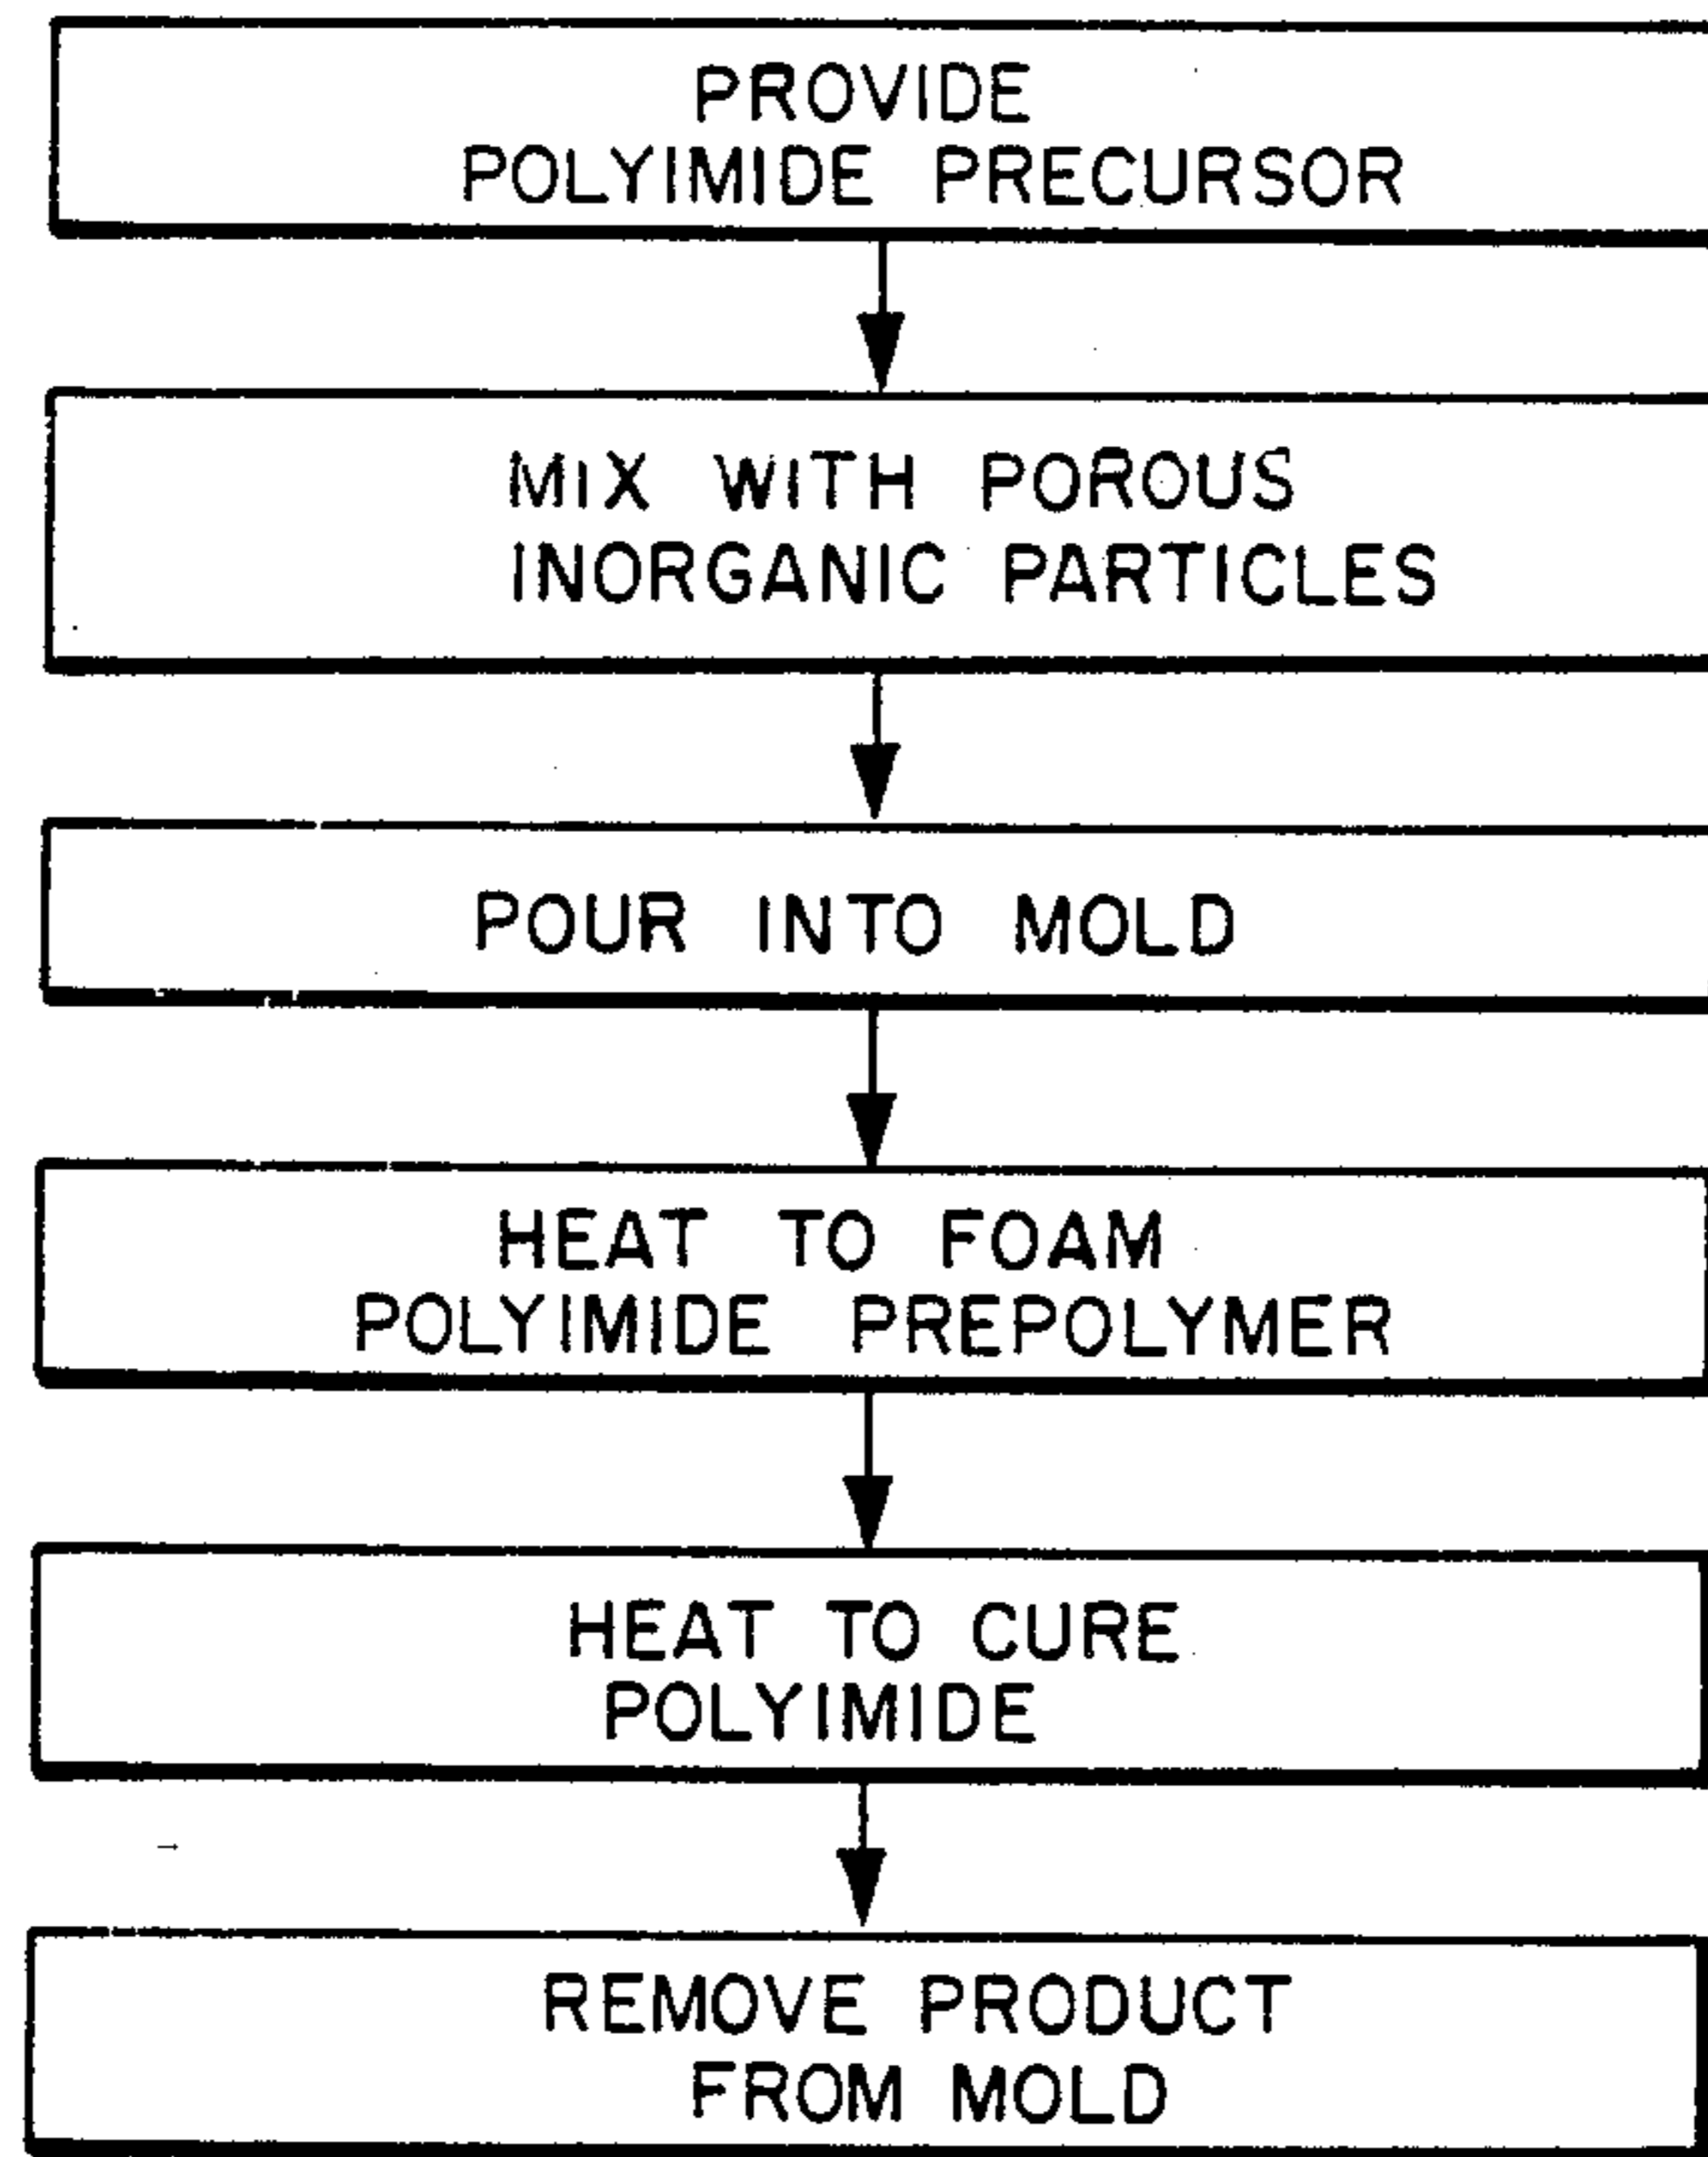 PROVIDE
POLYIMIDE PRECURSOR
MIX WITH POROUS
INORGANIC PARTICLES
POUR INTO MOLD
HEAT TO FOAM
POLYIMIDE PREPOLYMER
HEAT TO CURE
POLYIMIDE
REMOVE PRODUCT
FROM MOLD